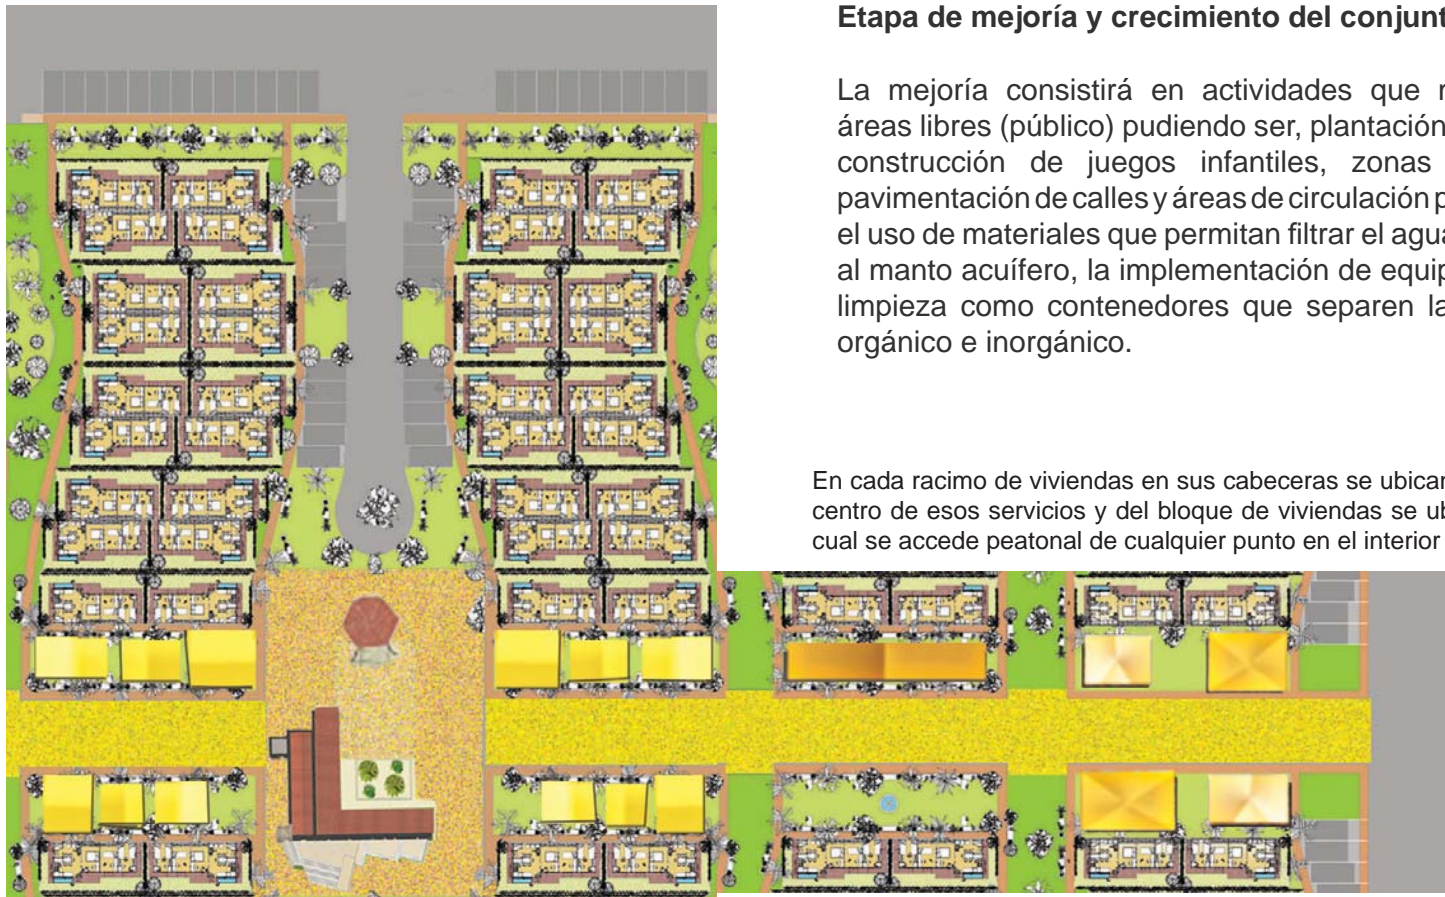 Etapa de mejoría y crecimiento del conjunt
La mejoría consistirá en actividades que
áreas libres (público) pudiendo ser, plantación
construcción de juegos infantiles, zonas
pavimentación de calles y áreas de circulación p
el uso de materiales que permitan filtrar el agua
al manto acuífero, la implementación de equip
limpieza como contenedores que separen la
orgánico e inorgánico.
En cada racimo de viviendas en sus cabeceras se ubicar
centro de esos servicios y del bloque de viviendas se ub
cual se accede peatonal de cualquier punto en el interior